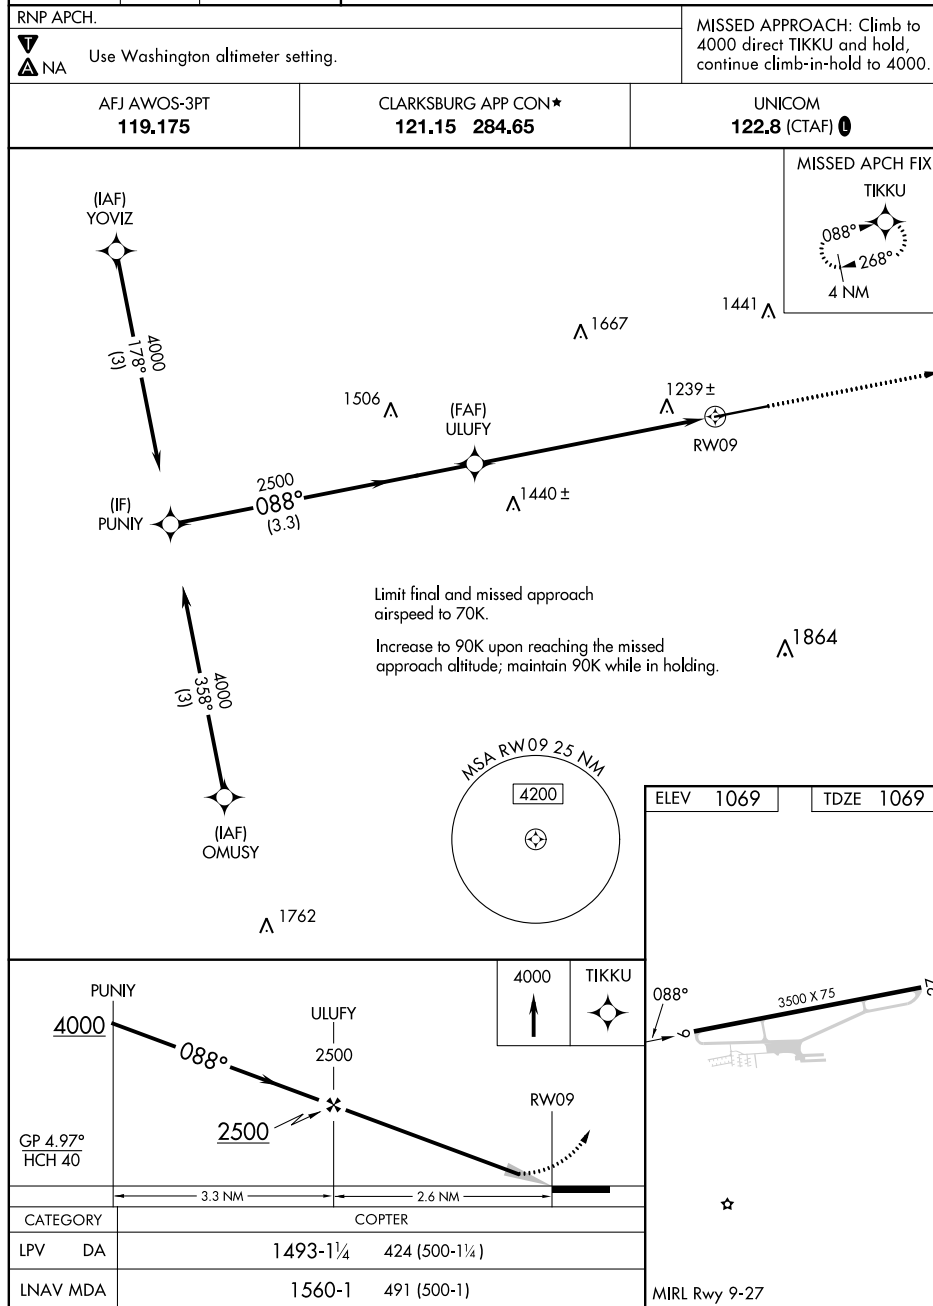 RNP APCH.
T
A NA
Use Washington altimeter setting.
MISSED APPROACH: Climb to
4000 direct TIKKU and hold,
continue climb-in-hold to 4000.
AFJ AWOS-3PT
119.175
CLARKSBURG APP CON★
121.15 284.65
UNICOM
122.8 (CTAF) L
MISSED APCH FIX
TIKKU
088°
268°
4 NM
(IAF)
YOVIZ
4000
178°
(3)
1441
1667
1506
1239±
(FAF)
ULUFY
RW09
2500
088°
(3.3)
1440±
(IF)
PUNIY
Limit final and missed approach
airspeed to 70K.
Increase to 90K upon reaching the missed
approach altitude; maintain 90K while in holding.
1864
4000
358°
(3)
(IAF)
OMUSY
MSA RW09 25 NM
4200
1762
ELEV 1069
TDZE 1069
088°
9
3500 X 75
27
MIRL Rwy 9-27
4000
TIKKU
PUNIY
4000
088°
ULUFY
2500
2500
RW09
GP 4.97°
HCH 40
3.3 NM
2.6 NM
CATEGORY
COPTER
LPV DA
1493-1¼ 424 (500-1¼)
LNAV MDA
1560-1 491 (500-1)